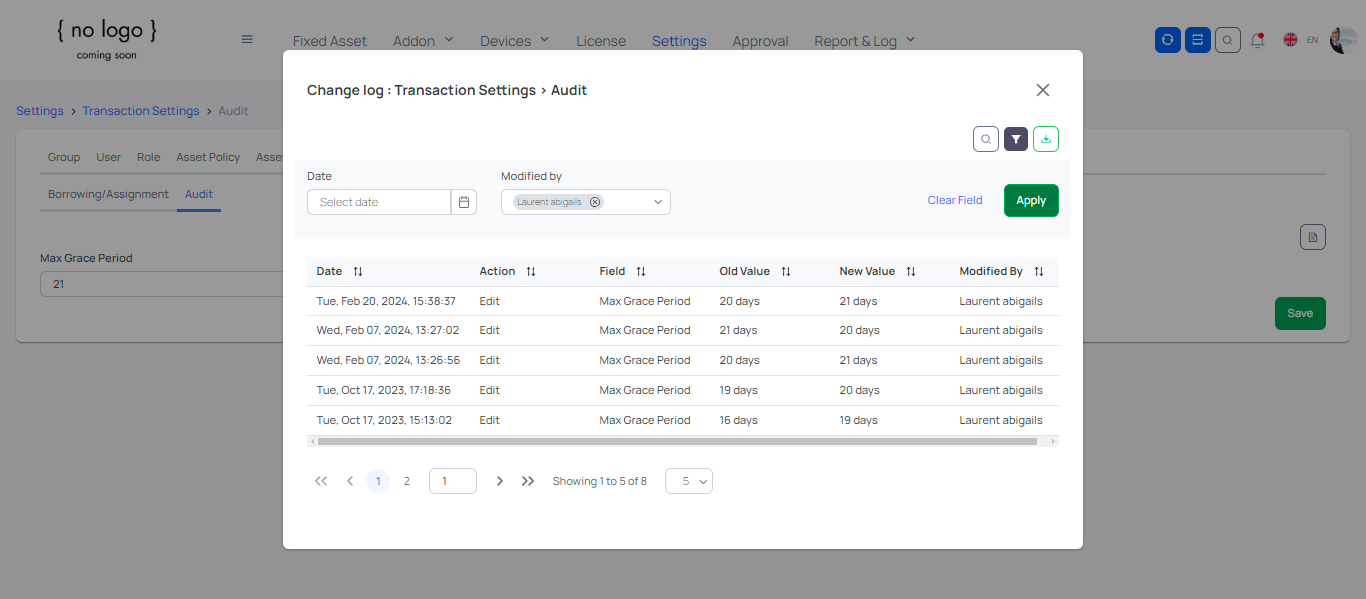 { no logo }
coming soon
Fixed Asset Addon Devices License Settings Approval Report & Log EN
Settings > Transaction Settings > Audit
Group User Role Asset Policy Asse
Borrowing/Assignment Audit
Max Grace Period
21
Save
Change log : Transaction Settings > Audit
Date Modified by
Select date Laurent abigails Clear Field Apply
Date Action Field Old Value New Value Modified By
Tue, Feb 20, 2024, 15:38:37 Edit Max Grace Period 20 days 21 days Laurent abigails
Wed, Feb 07, 2024, 13:27:02 Edit Max Grace Period 21 days 20 days Laurent abigails
Wed, Feb 07, 2024, 13:26:56 Edit Max Grace Period 20 days 21 days Laurent abigails
Tue, Oct 17, 2023, 17:18:36 Edit Max Grace Period 19 days 20 days Laurent abigails
Tue, Oct 17, 2023, 15:13:02 Edit Max Grace Period 16 days 19 days Laurent abigails
1 2 1 Showing 1 to 5 of 8 5